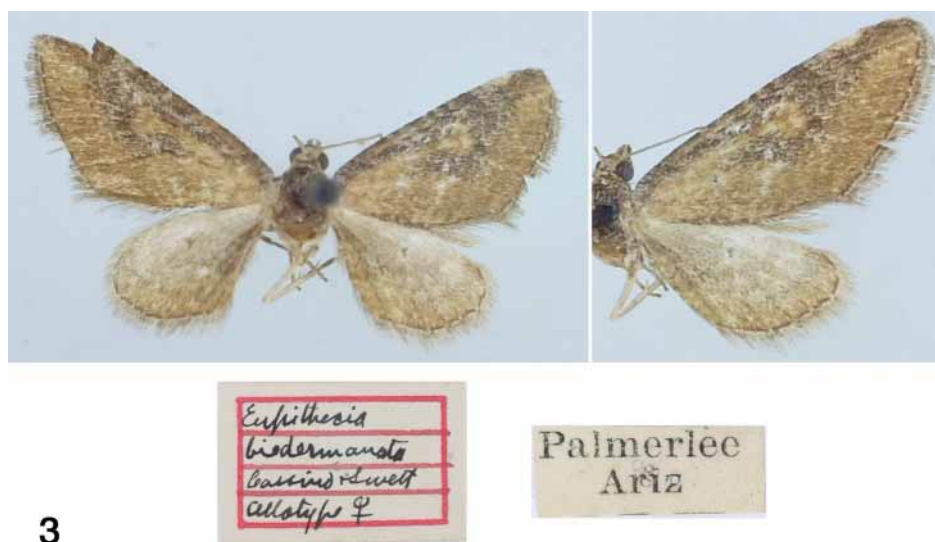 Eupithecia
biedermanata
Cassino & Swett
allotype ♀
Palmerlee
Ariz
3